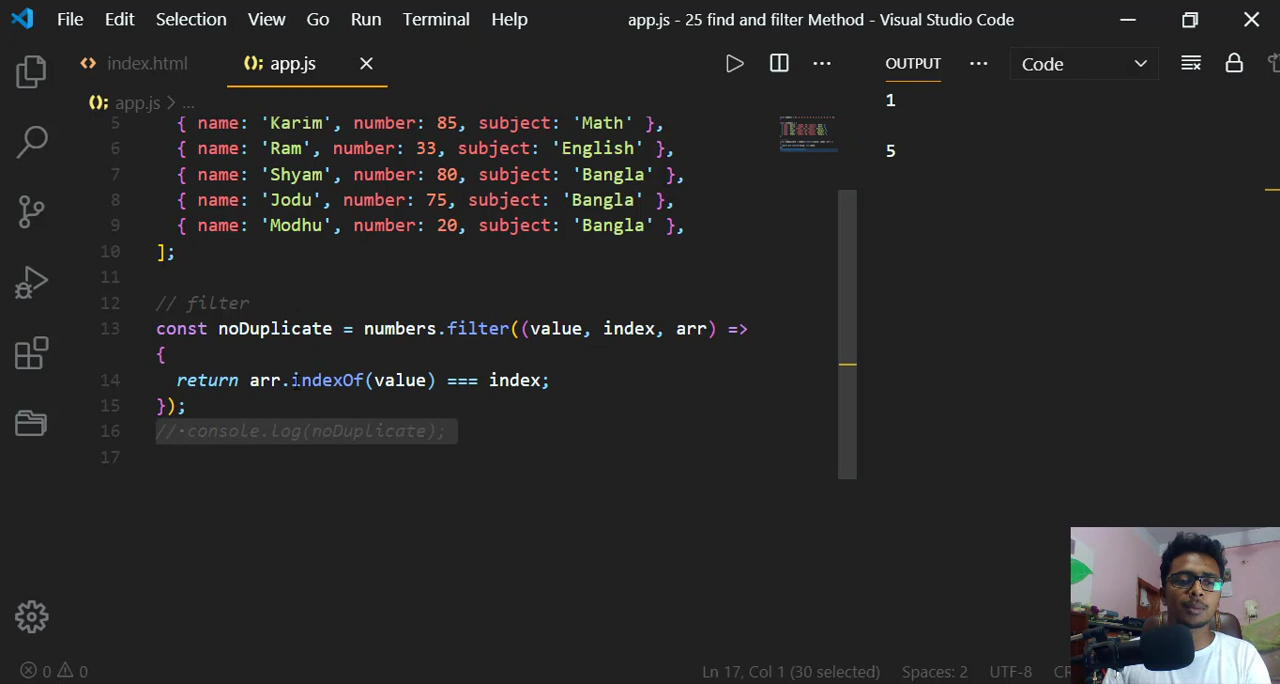 File Edit Selection View Go Run Terminal Help app.js - 25 find and filter Method - Visual Studio Code
index.html app.js OUTPUT Code
app.js > ...
5 { name: 'Karim', number: 85, subject: 'Math' },
6 { name: 'Ram', number: 33, subject: 'English' },
7 { name: 'Shyam', number: 80, subject: 'Bangla' },
8 { name: 'Jodu', number: 75, subject: 'Bangla' },
9 { name: 'Modhu', number: 20, subject: 'Bangla' },
10 ];
11
12 // filter
13 const noDuplicate = numbers.filter((value, index, arr) =>
{
14 return arr.indexOf(value) === index;
15 });
16 // console.log(noDuplicate);
17
1
5
0 0 Ln 17, Col 1 (30 selected) Spaces: 2 UTF-8